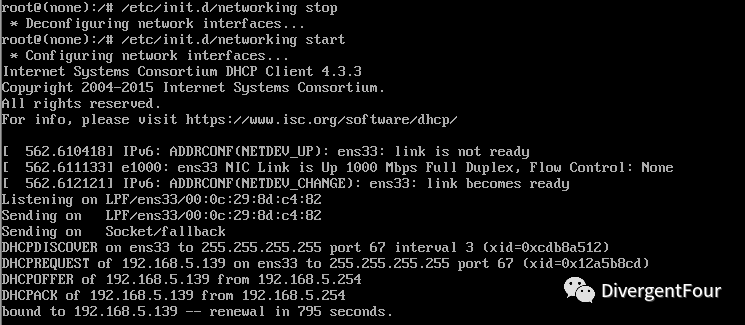 root@(none):/# /etc/init.d/networking stop
 * Deconfiguring network interfaces...
root@(none):/# /etc/init.d/networking start
 * Configuring network interfaces...
Internet Systems Consortium DHCP Client 4.3.3
Copyright 2004-2015 Internet Systems Consortium.
All rights reserved.
For info, please visit https://www.isc.org/software/dhcp/

[  562.610418] IPv6: ADDRCONF(NETDEV_UP): ens33: link is not ready
[  562.611133] e1000: ens33 NIC Link is Up 1000 Mbps Full Duplex, Flow Control: None
[  562.612121] IPv6: ADDRCONF(NETDEV_CHANGE): ens33: link becomes ready
Listening on LPF/ens33/00:0c:29:8d:c4:82
Sending on   LPF/ens33/00:0c:29:8d:c4:82
Sending on   Socket/fallback
DHCPDISCOVER on ens33 to 255.255.255.255 port 67 interval 3 (xid=0xcdb8a512)
DHCPREQUEST of 192.168.5.139 on ens33 to 255.255.255.255 port 67 (xid=0x12a5b8cd)
DHCPOFFER of 192.168.5.139 from 192.168.5.254
DHCPACK of 192.168.5.139 from 192.168.5.254
bound to 192.168.5.139 -- renewal in 795 seconds.
DivergentFour